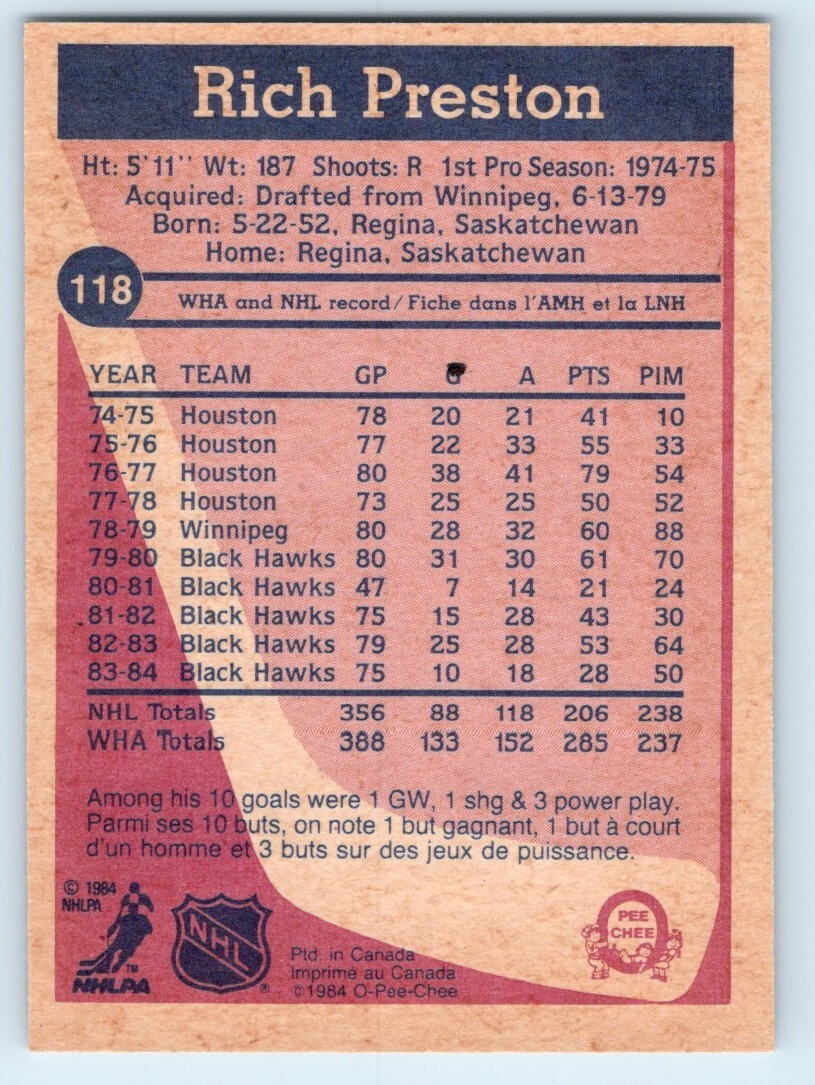 Rich Preston
Ht: 5'11" Wt: 187 Shoots: R 1st Pro Season: 1974-75
Acquired: Drafted from Winnipeg, 6-13-79
Born: 5-22-52, Regina, Saskatchewan
Home: Regina, Saskatchewan
118
WHA and NHL record/Fiche dans l'AMH et la LNH
YEAR TEAM GP G A PTS PIM
74-75 Houston 78 20 21 41 10
75-76 Houston 77 22 33 55 33
76-77 Houston 80 38 41 79 54
77-78 Houston 73 25 25 50 52
78-79 Winnipeg 80 28 32 60 88
79-80 Black Hawks 80 31 30 61 70
80-81 Black Hawks 47 7 14 21 24
81-82 Black Hawks 75 15 28 43 30
82-83 Black Hawks 79 25 28 53 64
83-84 Black Hawks 75 10 18 28 50
NHL Totals 356 88 118 206 238
WHA Totals 388 133 152 285 237
Among his 10 goals were 1 GW, 1 shg & 3 power play.
Parmi ses 10 buts, on note 1 but gagnant, 1 but à court
d'un homme et 3 buts sur des jeux de puissance.
© 1984
NHLPA
TM
NHLPA
NHL
®
Ptd. in Canada
Imprimé au Canada
©1984 O-Pee-Chee
PEE
CHEE